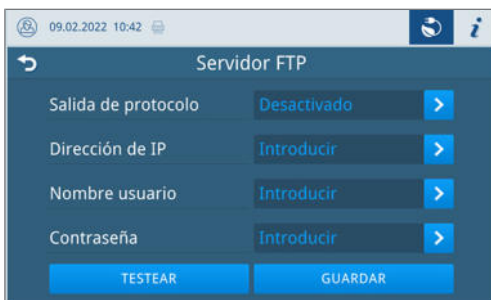 09.02.2022 10:42
i
Servidor FTP
Salida de protocolo Desactivado
Dirección de IP Introducir
Nombre usuario Introducir
Contraseña Introducir
TESTEAR GUARDAR